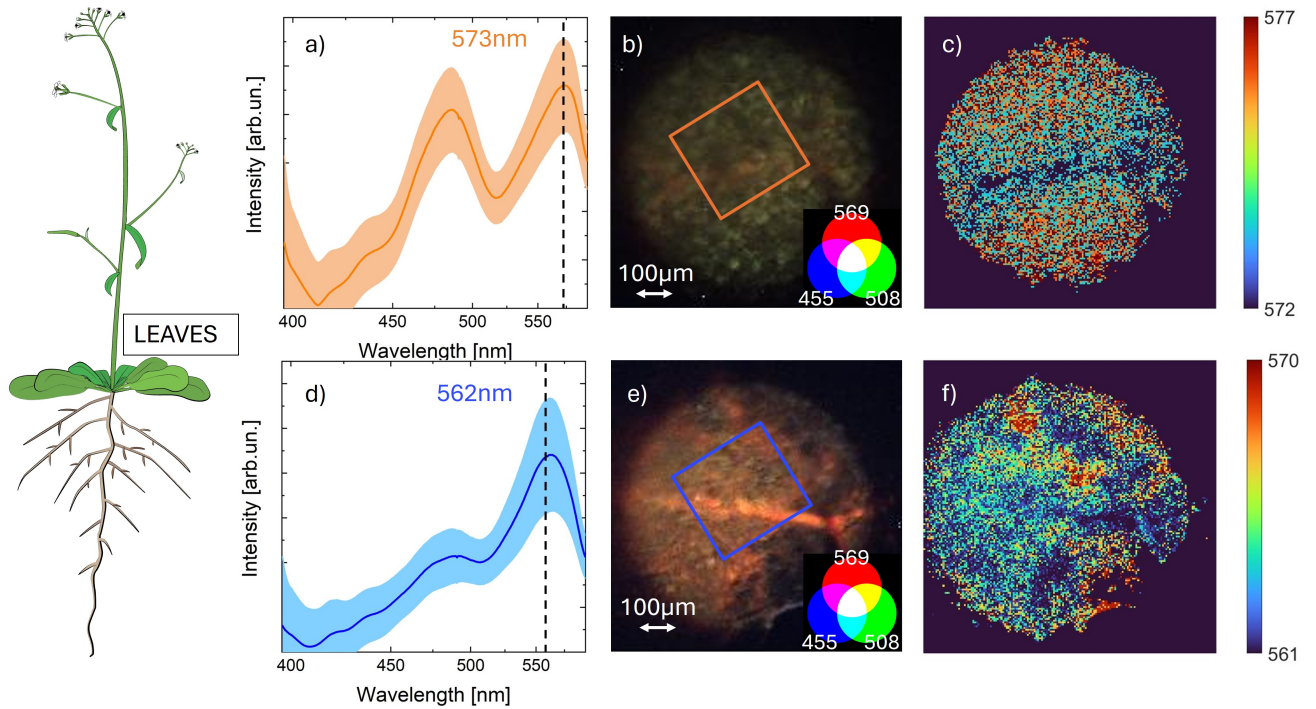 LEAVES
a)
573nm
Intensity [arb.un.]
400
450
500
550
Wavelength [nm]
b)
100µm
569
455
508
c)
577
572
d)
562nm
Intensity [arb.un.]
400
450
500
550
Wavelength [nm]
e)
100µm
569
455
508
f)
570
561